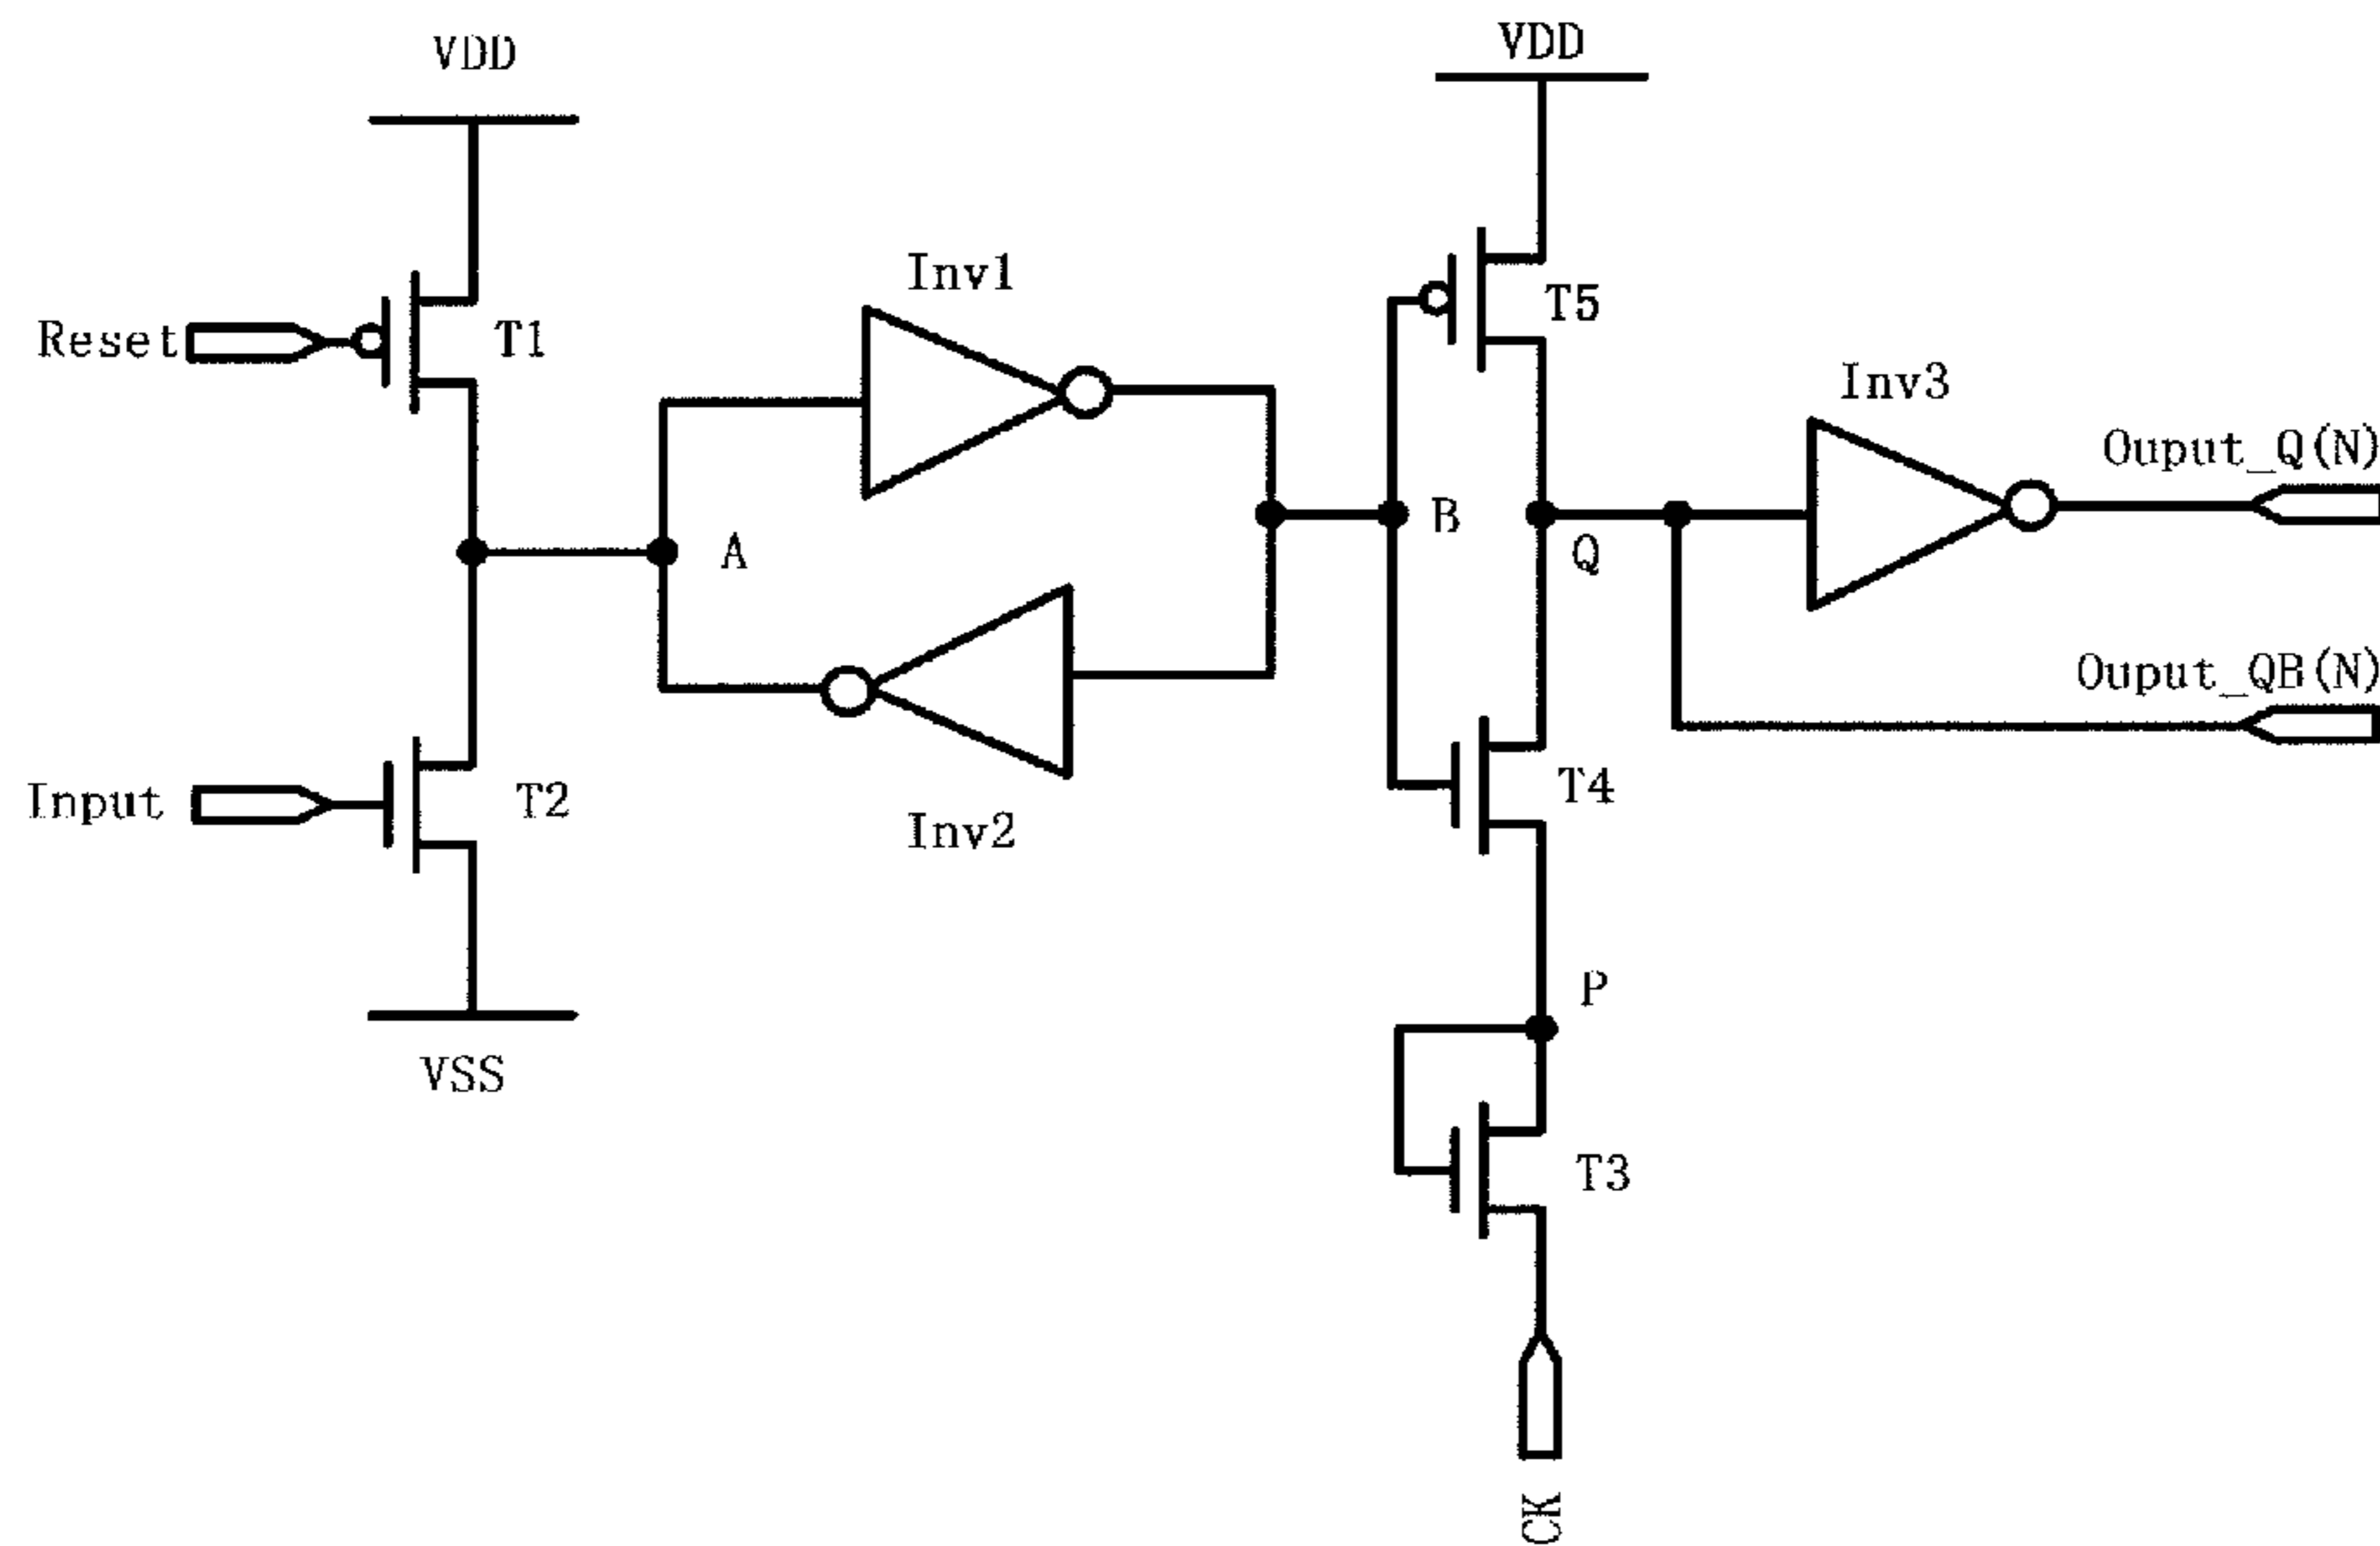 VDD
VDD
Inv1
T5
Reset
T1
Inv3
Ouput_Q(N)
B
A
Q
Ouput_QB(N)
Input
T2
T4
Inv2
P
VSS
T3
CK